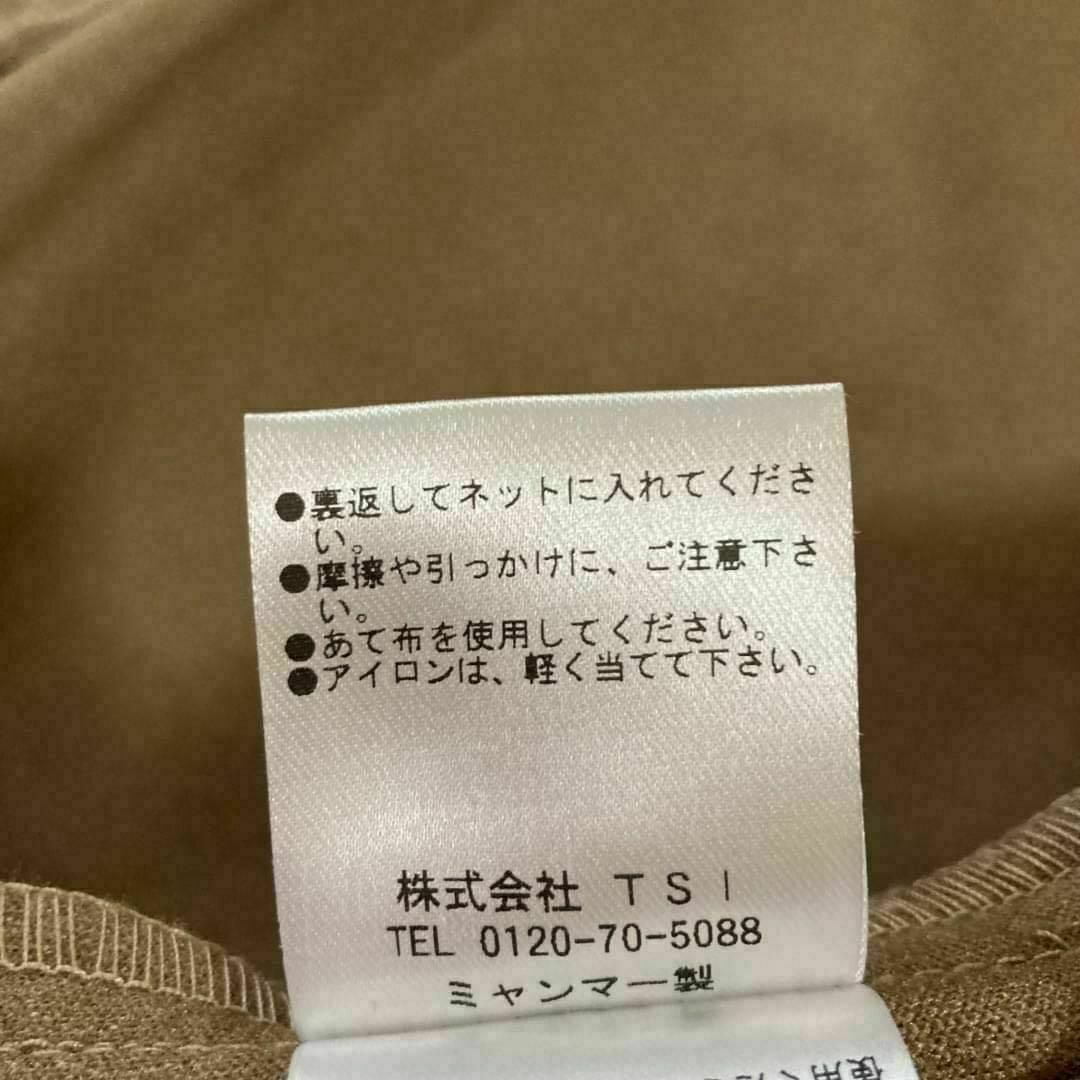 ●裏返してネットに入れてくださ
い。
●摩擦や引っかけに、ご注意下さ
い。
●あて布を使用してください。
●アイロンは、軽く当てて下さい。
株式会社 TSI
TEL 0120-70-5088
ミャンマー製